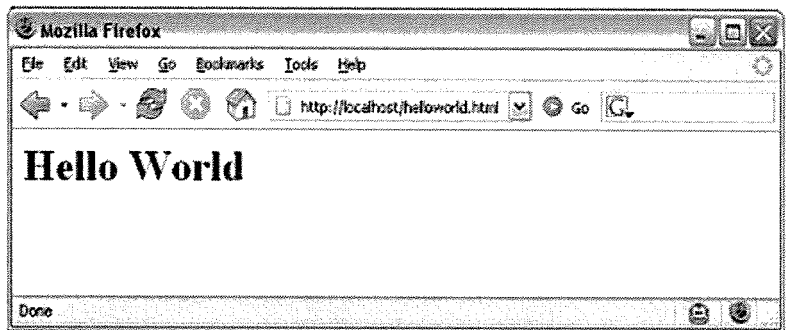 Mozilla Firefox
File Edit View Go Bookmarks Tools Help
http://localhost/helloworld.html Go G
Hello World
Done